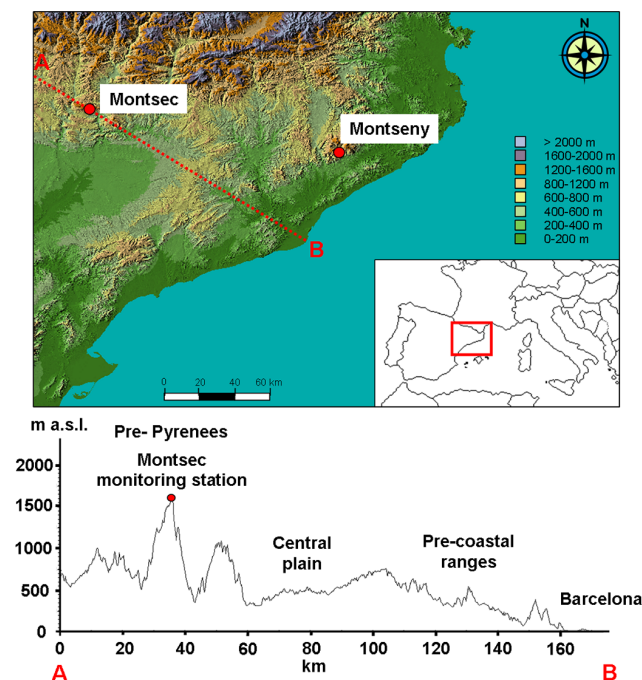 N
A
Montsec
Montseny
B
> 2000 m
1600-2000 m
1200-1600 m
800-1200 m
600-800 m
400-600 m
200-400 m
0-200 m
0 20 40 60 km
m a.s.l.
Pre- Pyrenees
Montsec
monitoring station
2000
1500
1000
500
0
Central
plain
Pre-coastal
ranges
Barcelona
0 20 40 60 80 100 120 140 160
km
A
B